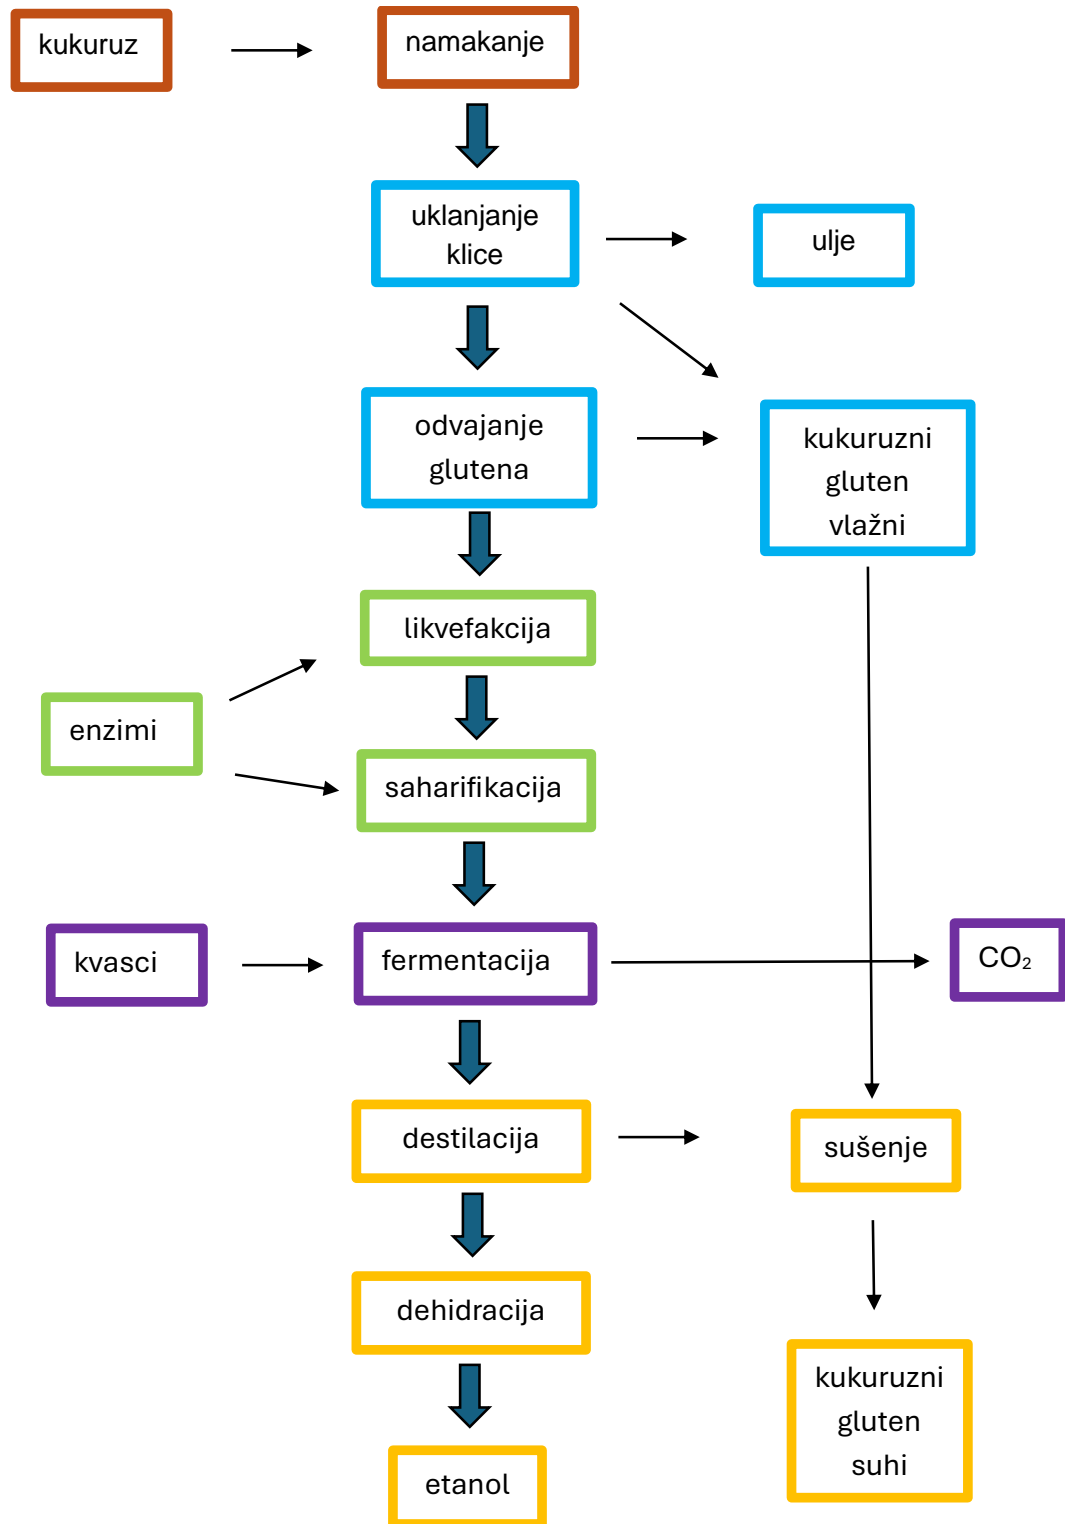 kukuruz
namakanje
uklanjanje
klice
ulje
odvajanje
glutena
kukuruzni
gluten
vlažni
likvefakcija
enzimi
saharifikacija
kvasci
fermentacija
CO₂
destilacija
sušenje
dehidracija
kukuruzni
gluten
suhi
etanol